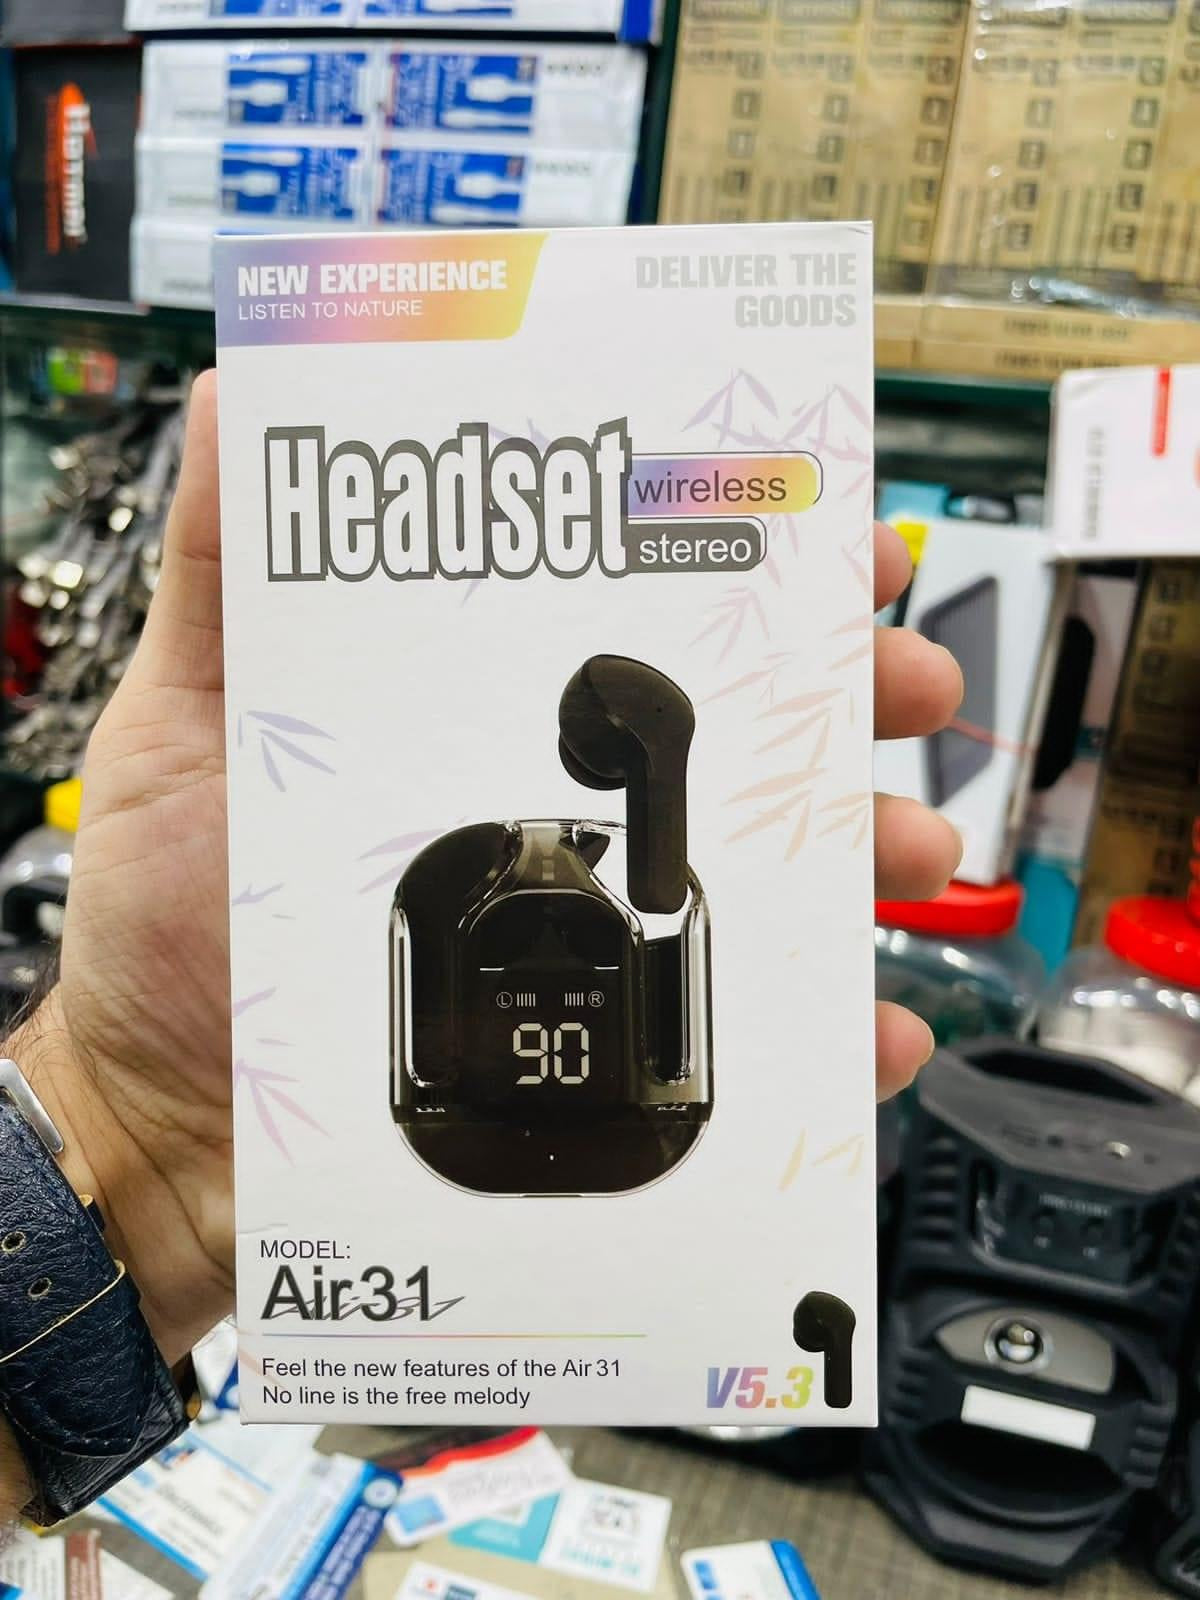 Hosmai
NEW EXPERIENCE
LISTEN TO NATURE
DELIVER THE
GOODS
Headset
wireless
stereo
L R
90
MODEL:
Air31
Feel the new features of the Air 31
No line is the free melody
V5.3